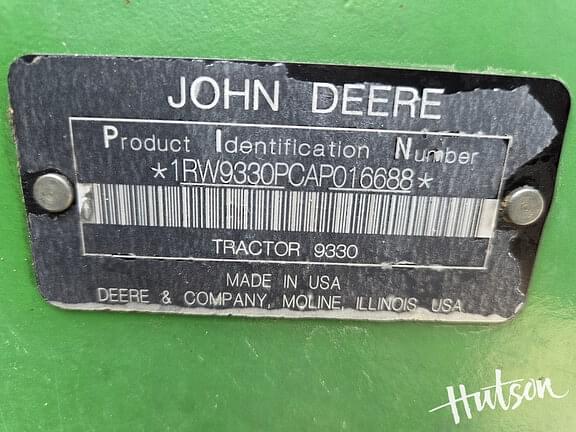 JOHN DEERE
Product Identification Number
*1RW9330PCAP016688*
TRACTOR 9330
MADE IN USA
DEERE & COMPANY, MOLINE, ILLINOIS USA
Hutson